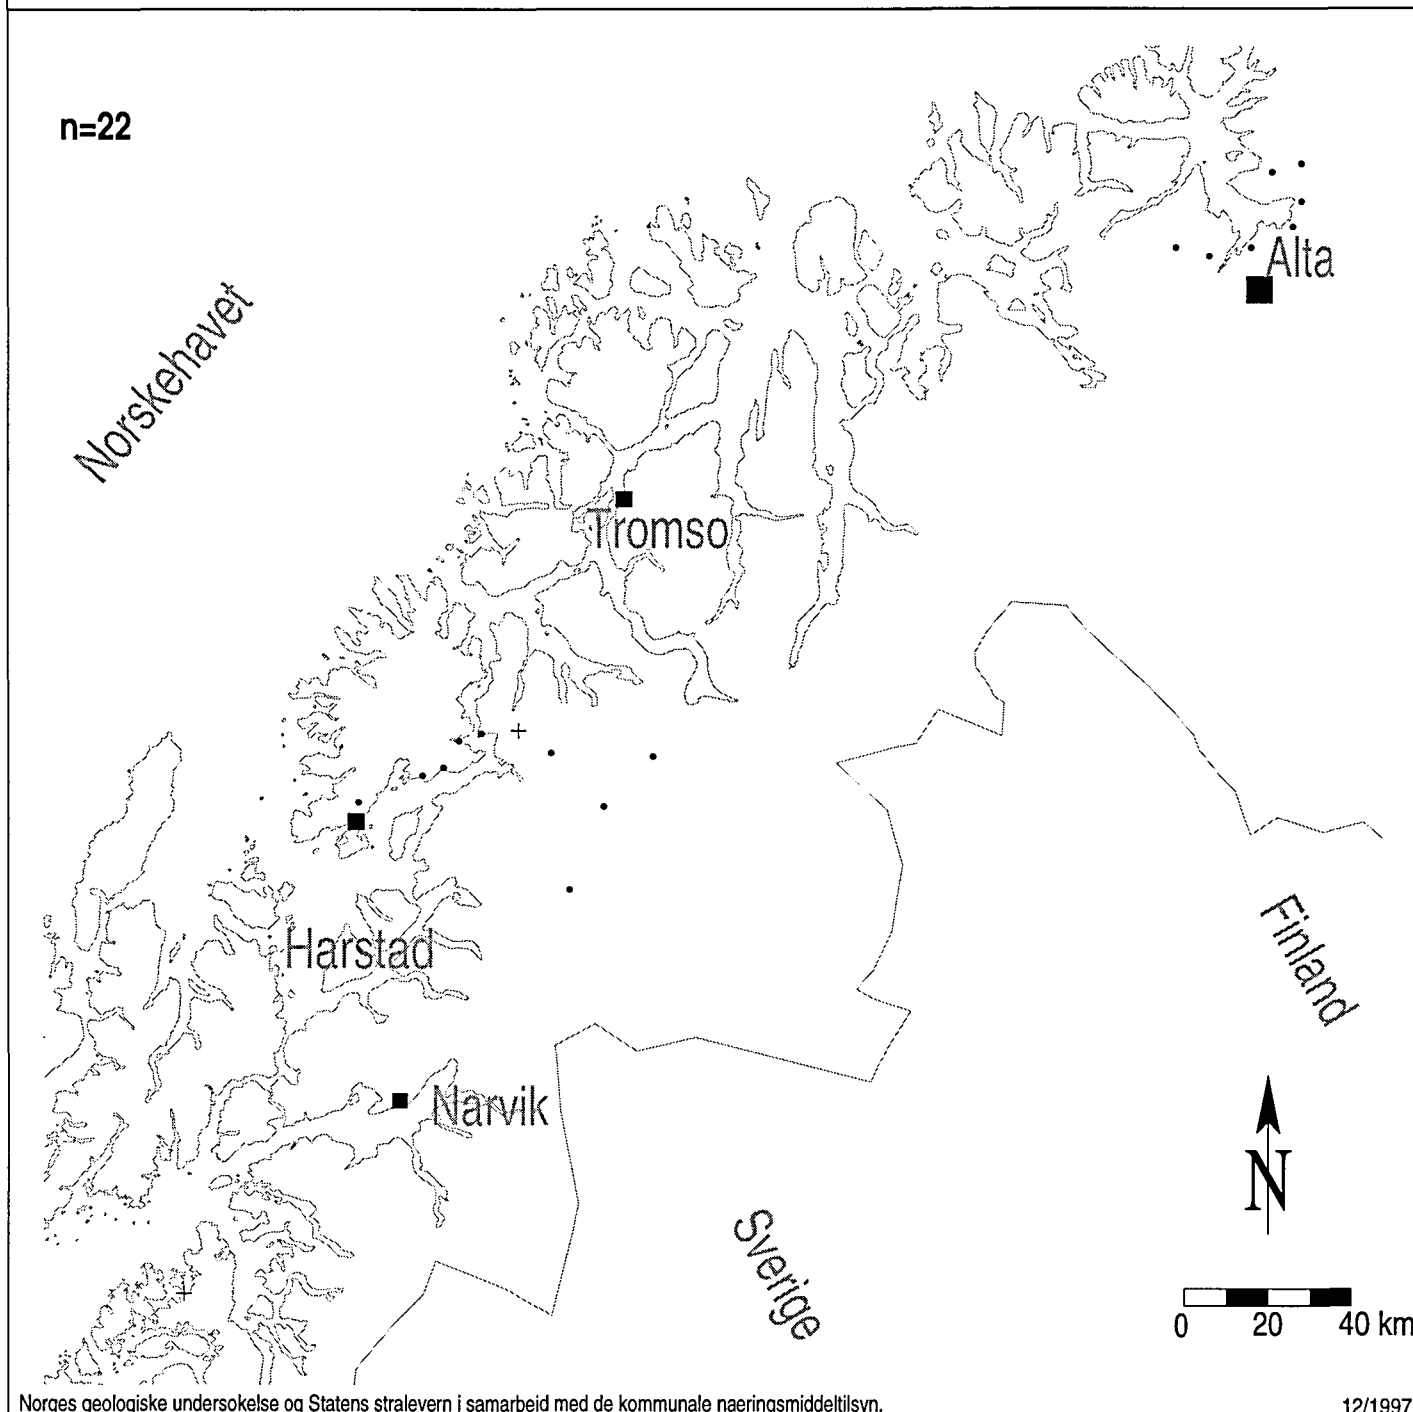 n=22
Alta
Norskehavet
Tromso
Finland
Harstad
Narvik
N
Sverige
0 20 40 km
Norges geologiske undersokelse og Statens stralevern i samarbeid med de kommunale næringsmiddeltilsyn. 12/1997